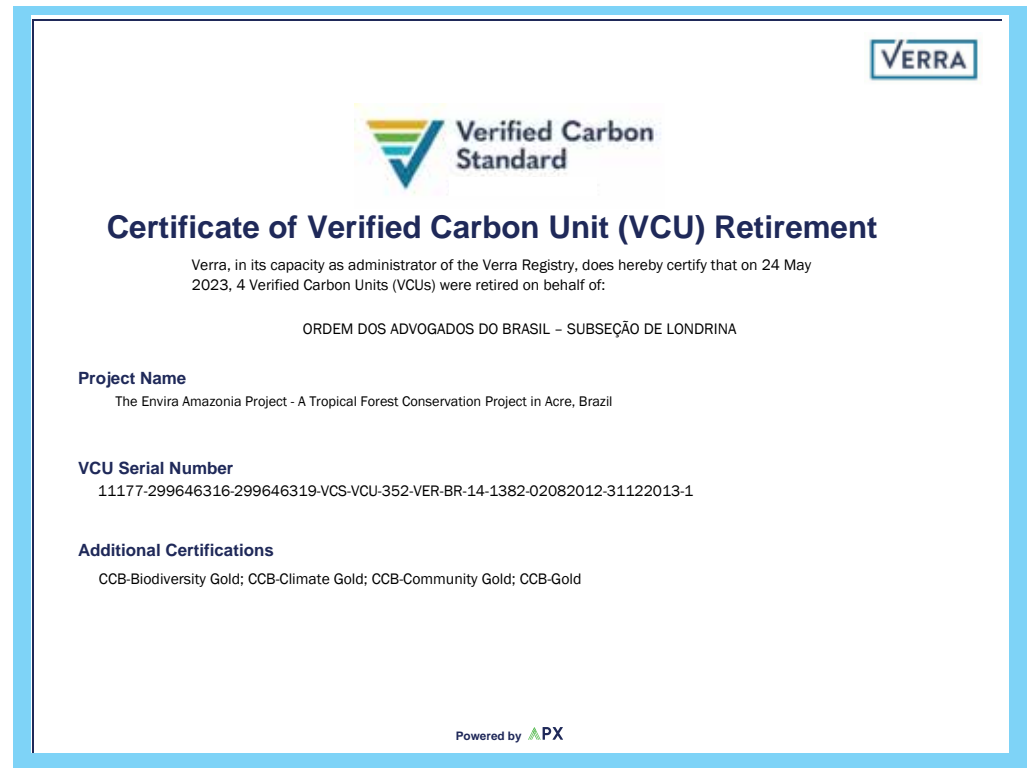 VERRA
Verified Carbon
Standard
Certificate of Verified Carbon Unit (VCU) Retirement
Verra, in its capacity as administrator of the Verra Registry, does hereby certify that on 24 May
2023, 4 Verified Carbon Units (VCUs) were retired on behalf of:
ORDEM DOS ADVOGADOS DO BRASIL – SUBSEÇÃO DE LONDRINA
Project Name
The Envira Amazonia Project - A Tropical Forest Conservation Project in Acre, Brazil
VCU Serial Number
11177-299646316-299646319-VCS-VCU-352-VER-BR-14-1382-02082012-31122013-1
Additional Certifications
CCB-Biodiversity Gold; CCB-Climate Gold; CCB-Community Gold; CCB-Gold
Powered by APX